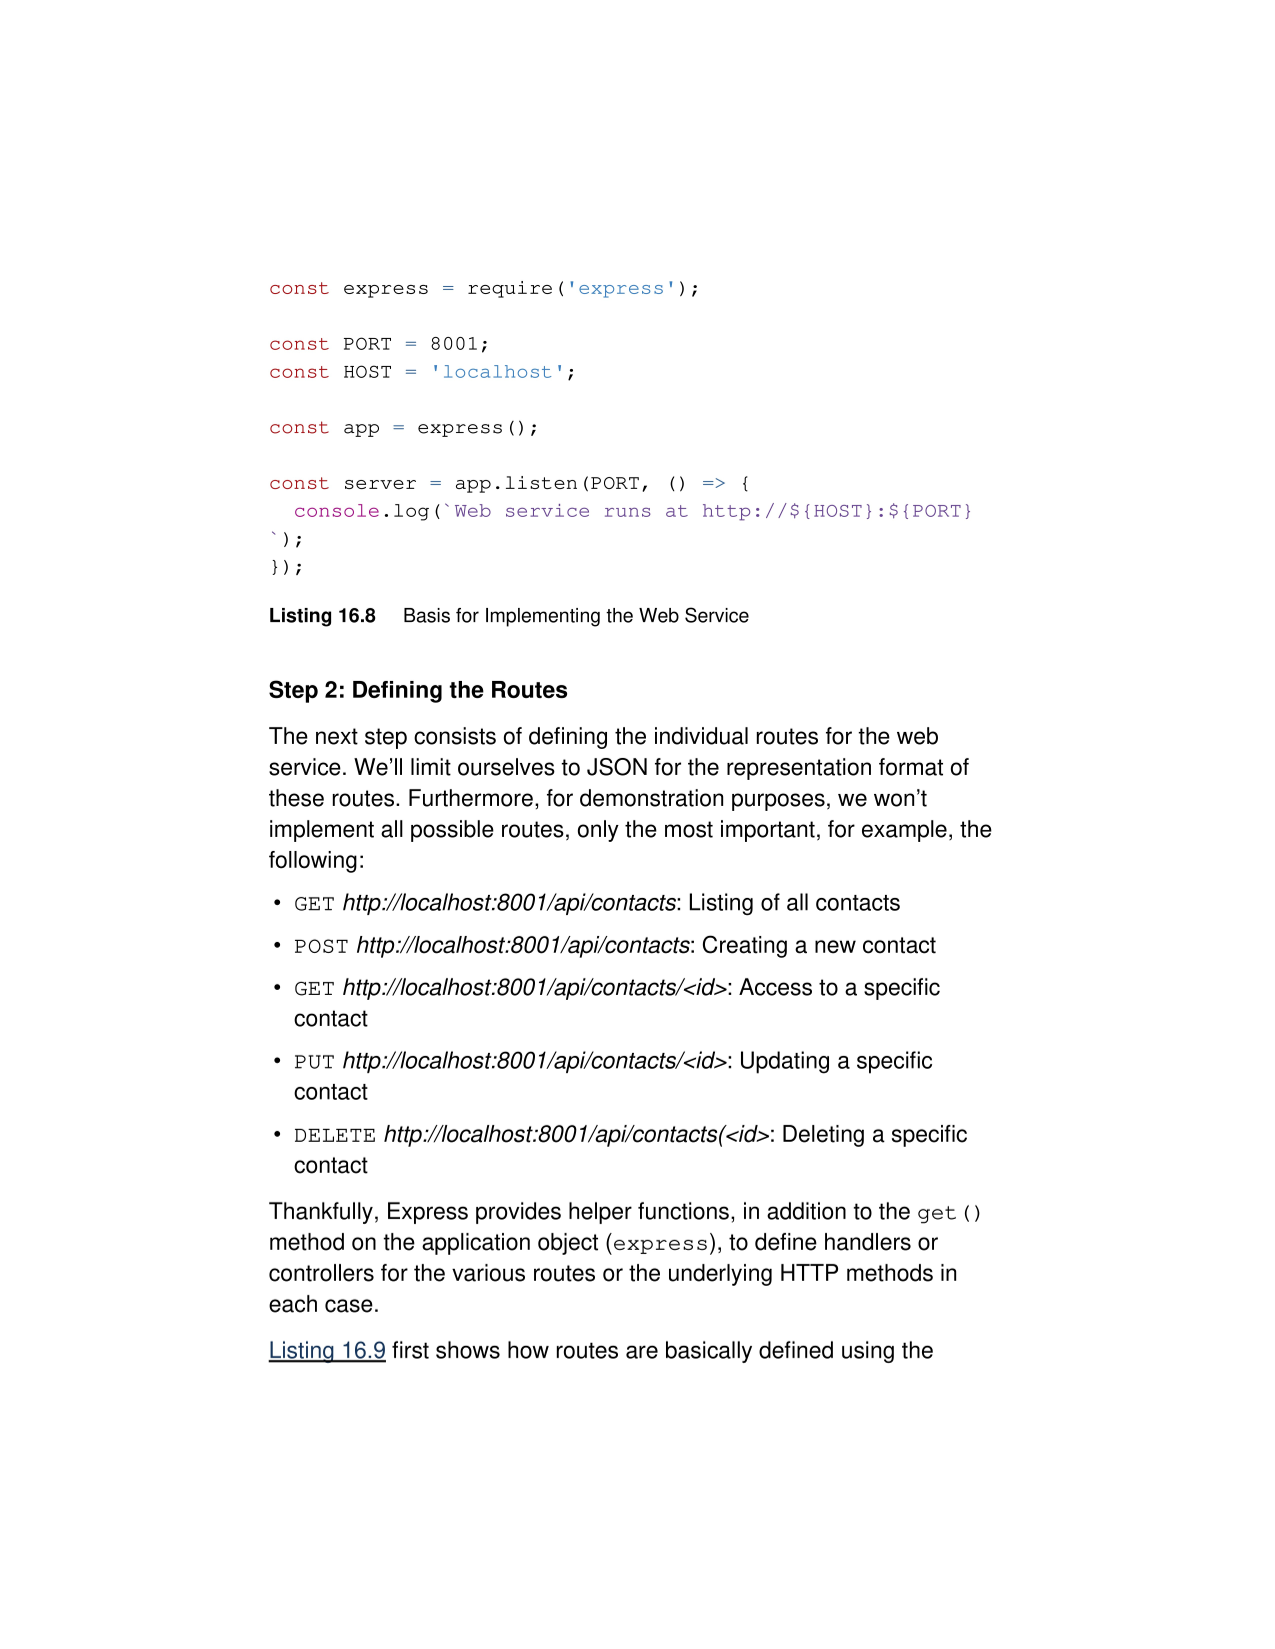 const express = require('express');
const PORT = 8001;
const HOST = 'localhost';
const app = express();
const server = app.listen(PORT, () => {
  console.log(`Web service runs at http://${HOST}:${PORT}
`);
});
Listing 16.8 Basis for Implementing the Web Service
Step 2: Defining the Routes
The next step consists of defining the individual routes for the web
service. We’ll limit ourselves to JSON for the representation format of
these routes. Furthermore, for demonstration purposes, we won’t
implement all possible routes, only the most important, for example, the
following:
• GET http://localhost:8001/api/contacts: Listing of all contacts
• POST http://localhost:8001/api/contacts: Creating a new contact
• GET http://localhost:8001/api/contacts/<id>: Access to a specific
contact
• PUT http://localhost:8001/api/contacts/<id>: Updating a specific
contact
• DELETE http://localhost:8001/api/contacts(<id>: Deleting a specific
contact
Thankfully, Express provides helper functions, in addition to the get()
method on the application object (express), to define handlers or
controllers for the various routes or the underlying HTTP methods in
each case.
Listing 16.9 first shows how routes are basically defined using the